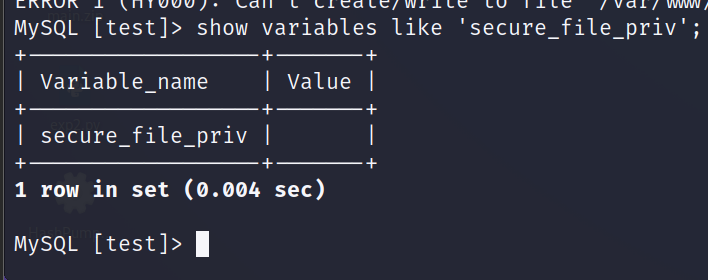 ERROR 1 (HY000): Can't create/write to file '/var/www/
MySQL [test]> show variables like 'secure_file_priv';
+------------------+-------+
| Variable_name    | Value |
+------------------+-------+
| secure_file_priv |       |
+------------------+-------+
1 row in set (0.004 sec)
MySQL [test]>